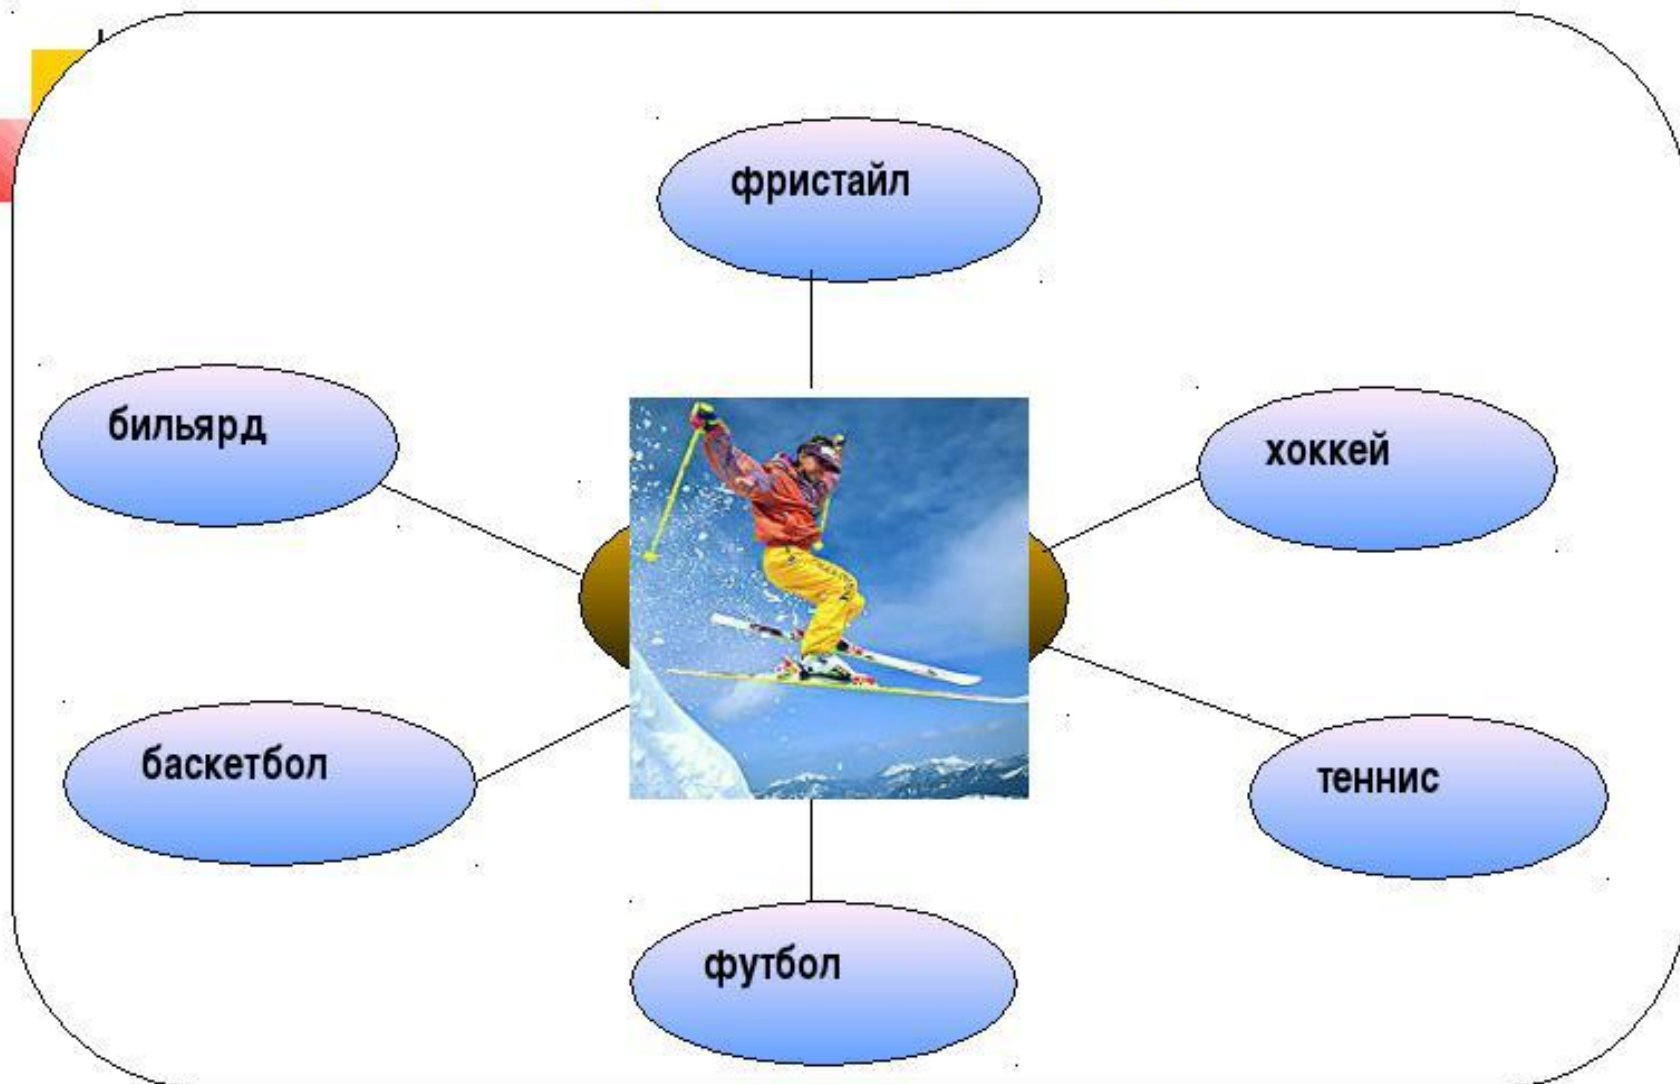 фристайл
бильярд
хоккей
баскетбол
теннис
футбол